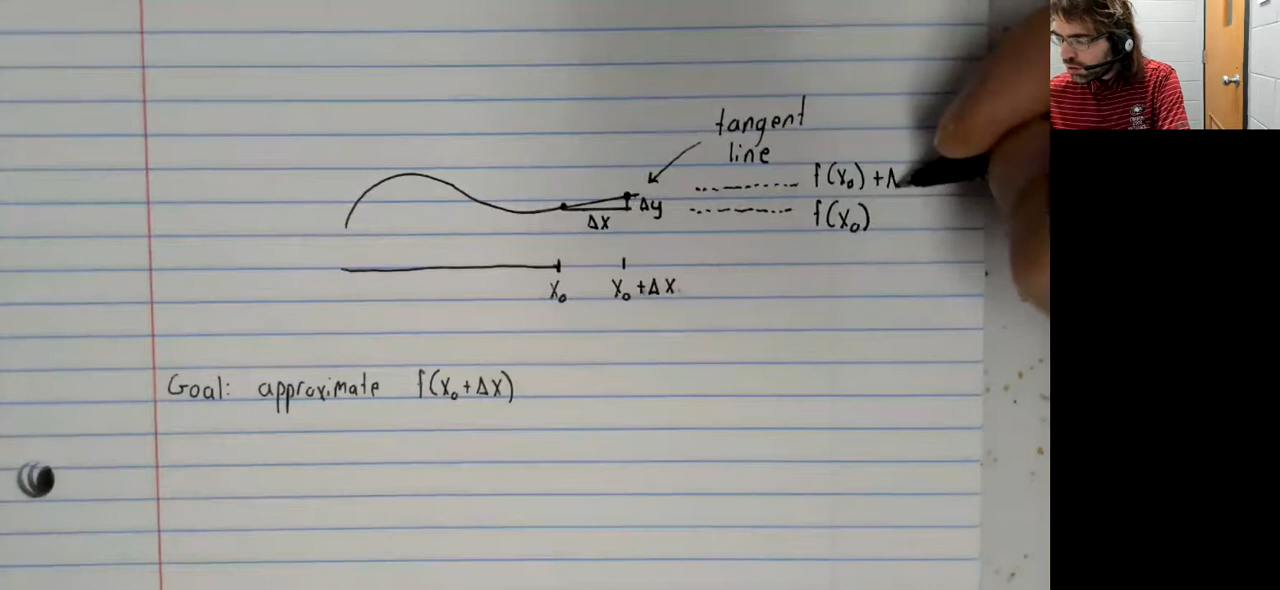 tangent
line
f(x₀) + Δ
Δy
f(x₀)
Δx
x₀
x₀ + Δx
Goal: approximate f(x₀ + Δx)